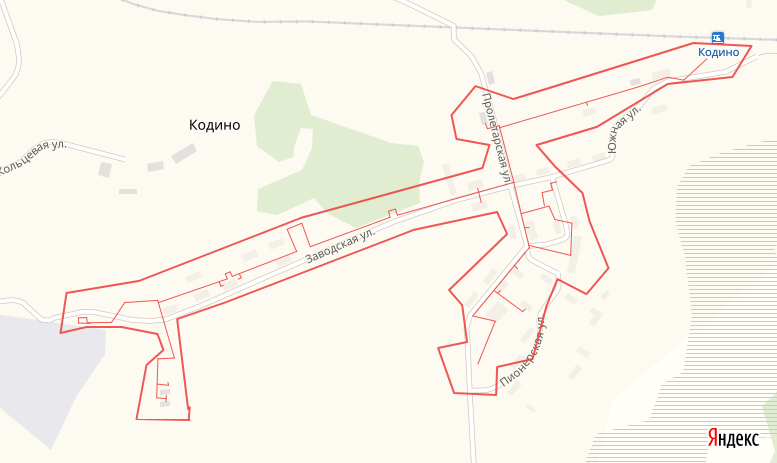 Кодино
Кодино
Кольцевая ул.
Пролетарская ул.
Южная ул.
Заводская ул.
Пионерская ул.
Яндекс